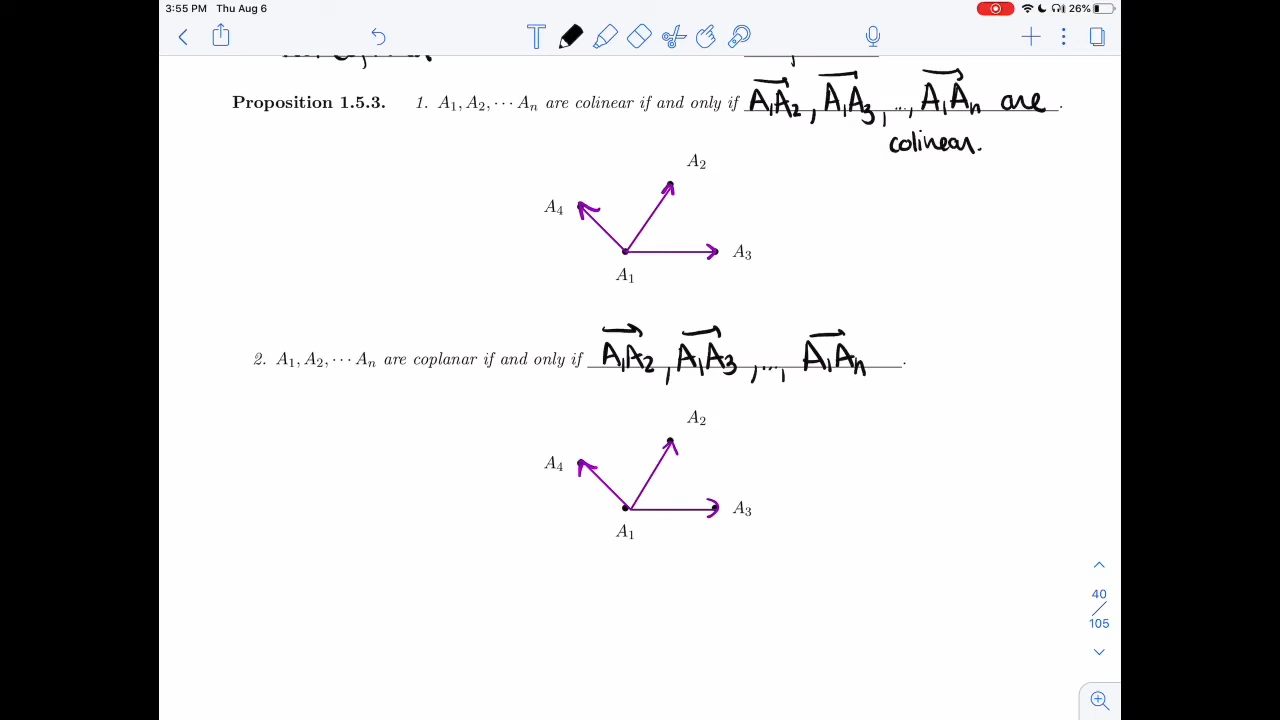 3:55 PM Thu Aug 6 26%
Proposition 1.5.3. 1. A₁, A₂, ⋯ Aₙ are colinear if and only if A₁A₂, A₁A₃, ..., A₁Aₙ are
colinear.
A₂
A₄
A₃
A₁
2. A₁, A₂, ⋯ Aₙ are coplanar if and only if A₁A₂, A₁A₃, ..., A₁Aₙ .
A₂
A₄
A₃
A₁
40
105